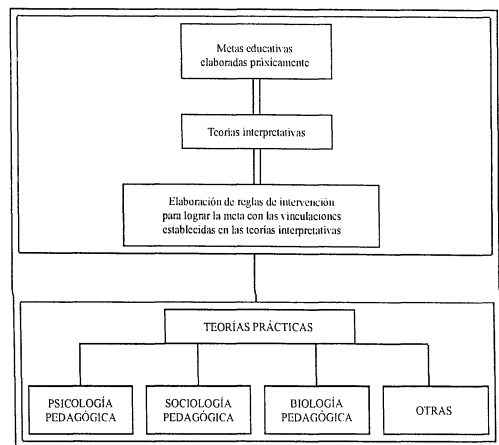 Metas educativas
elaboradas práxicamente
Teorías interpretativas
Elaboración de reglas de intervención
para lograr la meta con las vinculaciones
establecidas en las teorías interpretativas
TEORÍAS PRÁCTICAS
PSICOLOGÍA
PEDAGÓGICA
SOCIOLOGÍA
PEDAGÓGICA
BIOLOGÍA
PEDAGÓGICA
OTRAS